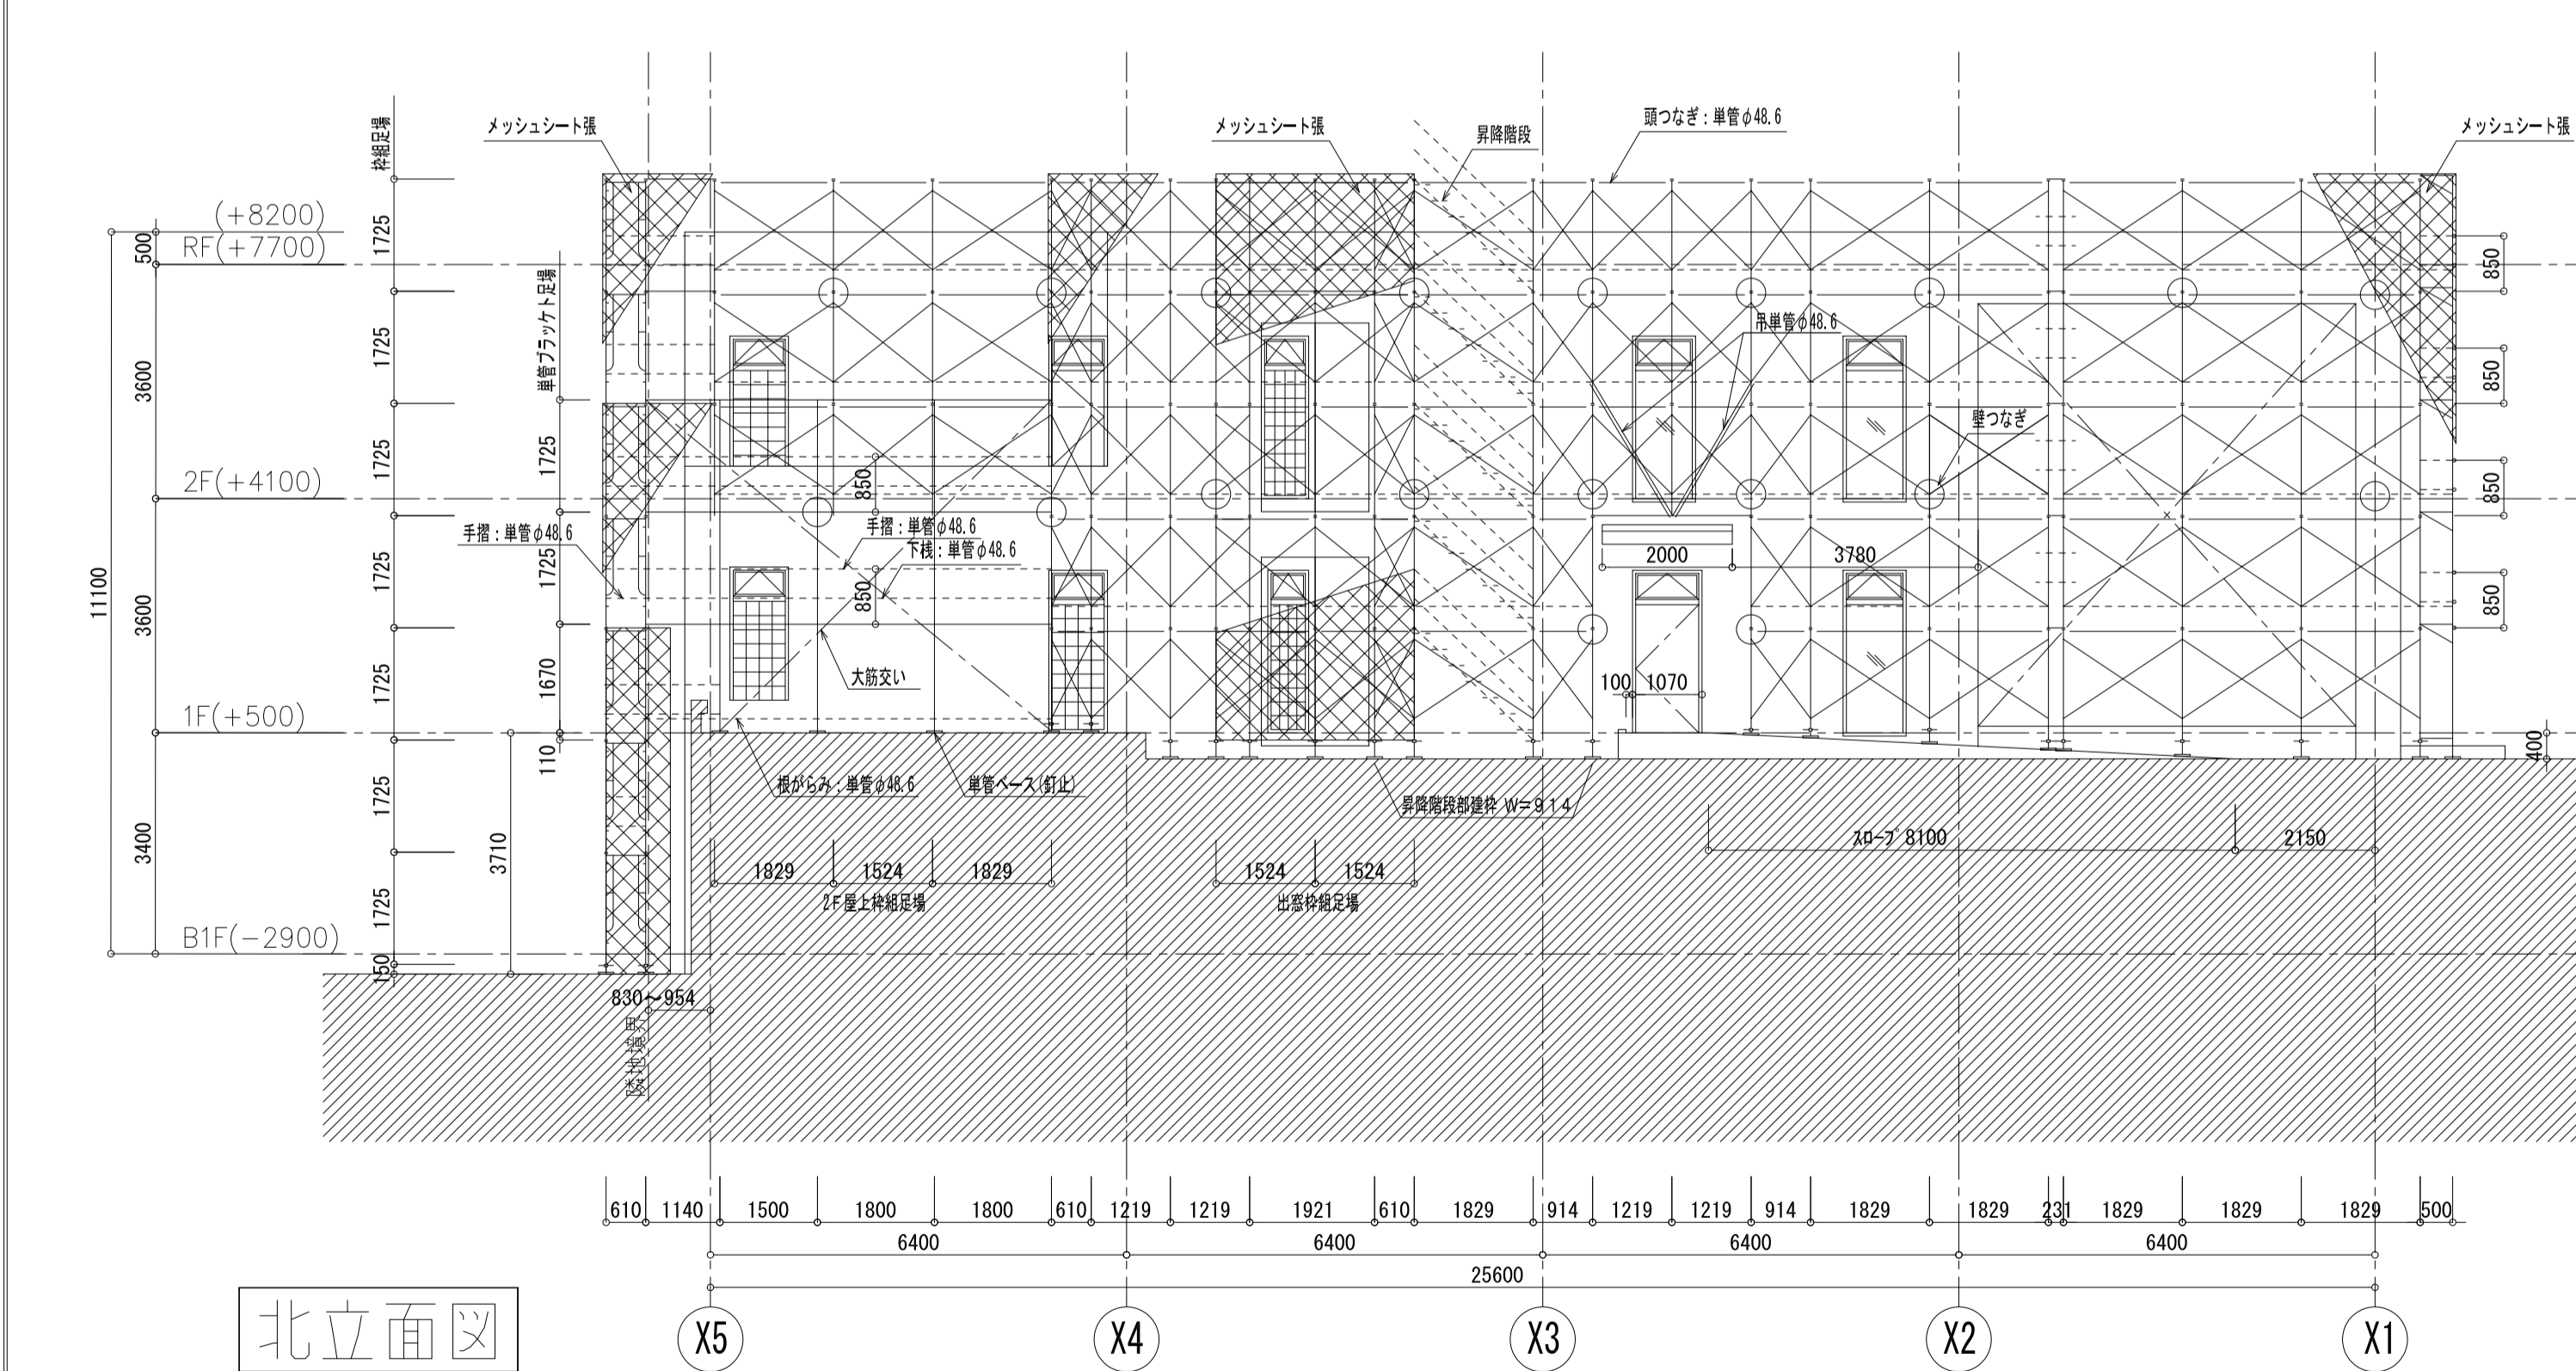 メッシュシート張
メッシュシート張
昇降階段
頭つなぎ：単管φ48.6
メッシュシート張
枠組足場
(+8200)
RF(+7700)
2F(+4100)
1F(+500)
B1F(-2900)
11100
500
3600
3600
3400
1725
1725
1725
1725
1725
1725
1725
150
単管ブラッケト足場
1725
1725
1670
110
3710
手摺：単管φ48.6
850
手摺：単管φ48.6
下桟：単管φ48.6
850
大筋交い
吊単管φ48.6
壁つなぎ
2000
3780
100
1070
850
850
850
850
400
根がらみ：単管φ48.6
単管ベース(釘止)
昇降階段部建枠 W=914
スロープ 8100
2150
1829
1524
1829
2F屋上枠組足場
1524
1524
出窓枠組足場
830～954
隣地境界
610
1140
1500
1800
1800
610
1219
1219
1921
610
1829
914
1219
1219
914
1829
1829
231
1829
1829
1829
500
6400
6400
6400
6400
25600
北立面図
X5
X4
X3
X2
X1